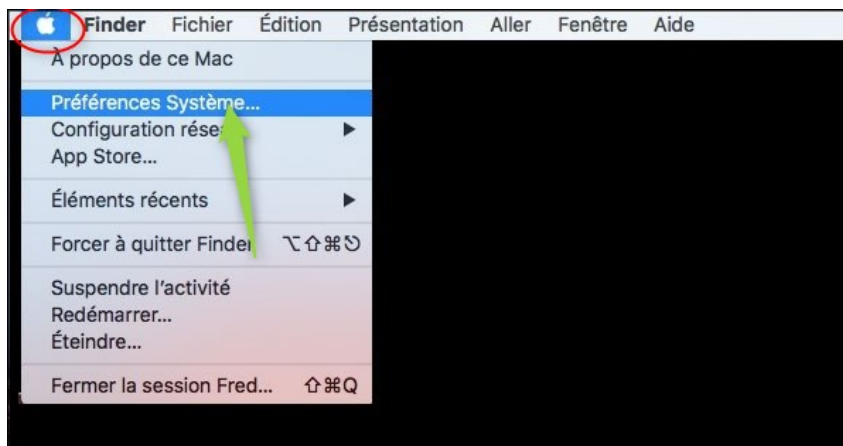 Finder Fichier Édition Présentation Aller Fenêtre Aide
À propos de ce Mac
Préférences Système...
Configuration
App Store...
Éléments récents
Forcer à quitter Finder ⌥⇧⌘⎋
Suspendre l'activité
Redémarrer...
Éteindre...
Fermer la session Fred... ⇧⌘Q